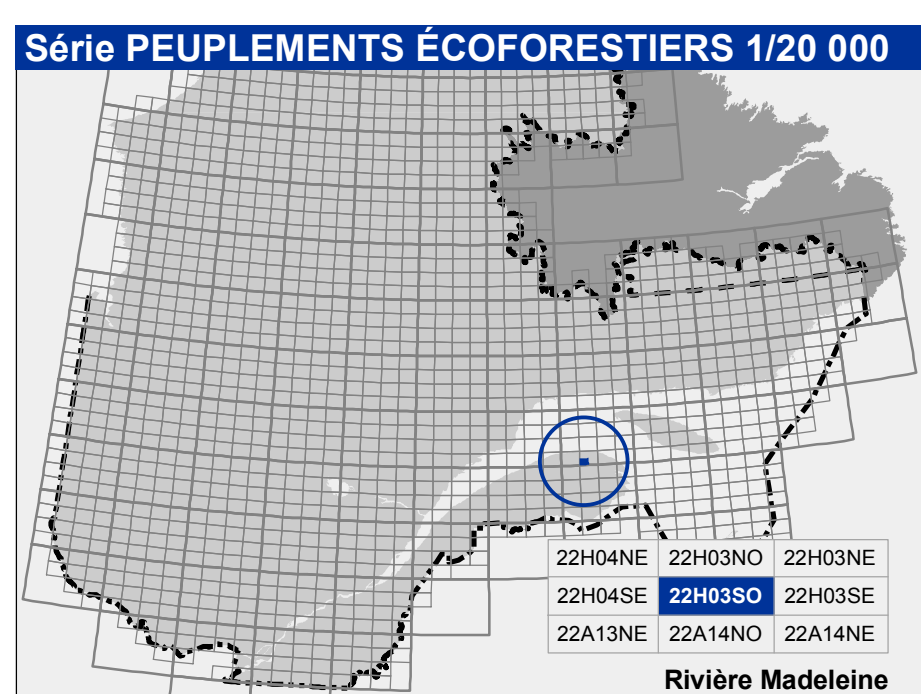 Série PEUPLEMENTS ÉCOFORESTIERS 1/20 000
22H04NE 22H03NO 22H03NE
22H04SE 22H03SO 22H03SE
22A13NE 22A14NO 22A14NE
Rivière Madeleine